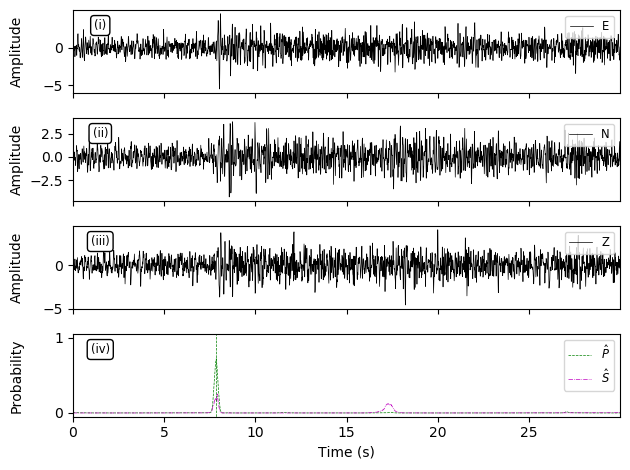 (i)
E
Amplitude
0
−5
(ii)
N
Amplitude
2.5
0.0
−2.5
(iii)
Z
Amplitude
0
−5
(iv)
P̂
Ŝ
Probability
1
0
0 5 10 15 20 25
Time (s)